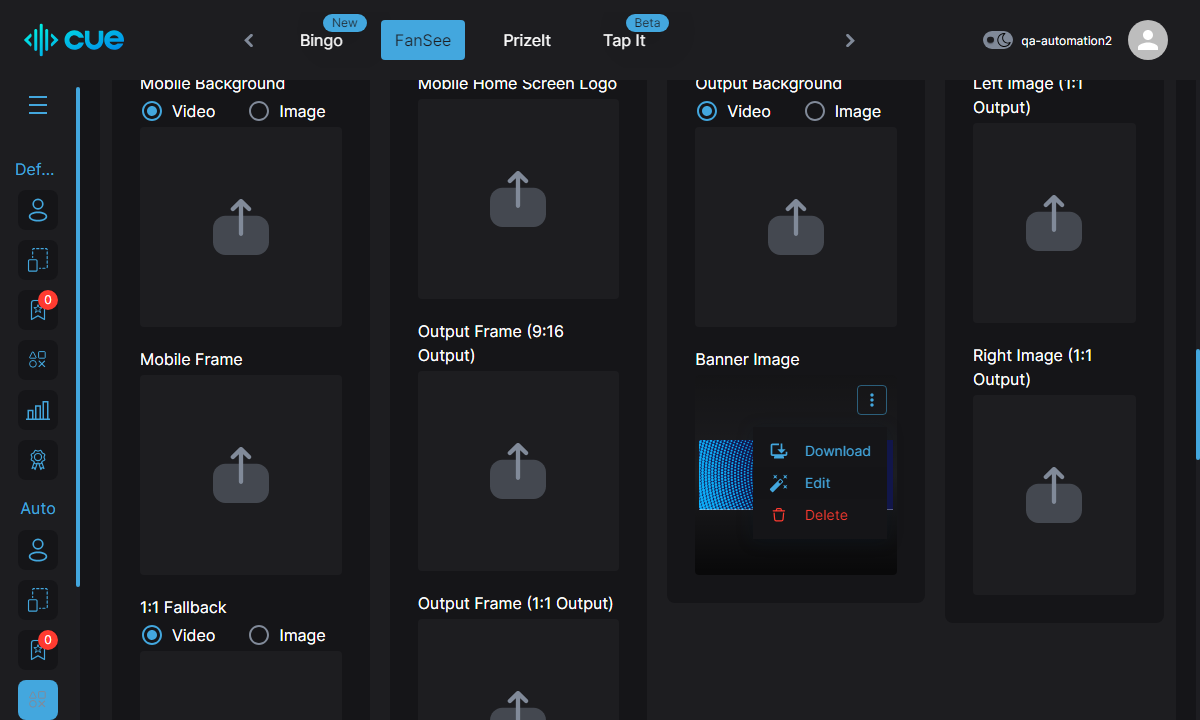 cue
Bingo
New
FanSee
PrizeIt
Tap It
Beta
qa-automation2
Def...
0
Auto
0
Mobile Background
Video
Image
Mobile Frame
1:1 Fallback
Video
Image
Mobile Home Screen Logo
Output Frame (9:16
Output)
Output Frame (1:1 Output)
Output Background
Video
Image
Banner Image
Download
Edit
Delete
Left Image (1:1
Output)
Right Image (1:1
Output)